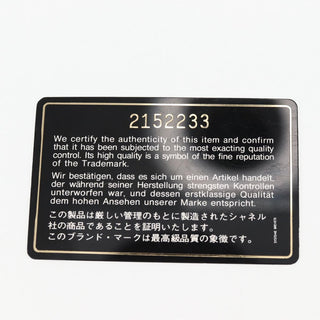 2152233
We certify the authenticity of this item and confirm
that it has been subjected to the most exacting quality
control. Its high quality is a symbol of the fine reputation
of the Trademark.
Wir bestätigen, dass es sich um einen Artikel handelt,
der während seiner Herstellung strengsten Kontrollen
unterworfen war, und dessen erstklassige Qualität
dem hohen Ansehen unserer Marke entspricht.
この製品は厳しい管理のもとに製造されたシャネル
社の商品であることを証明いたします。
このブランド・マークは最高級品質の象徴です。